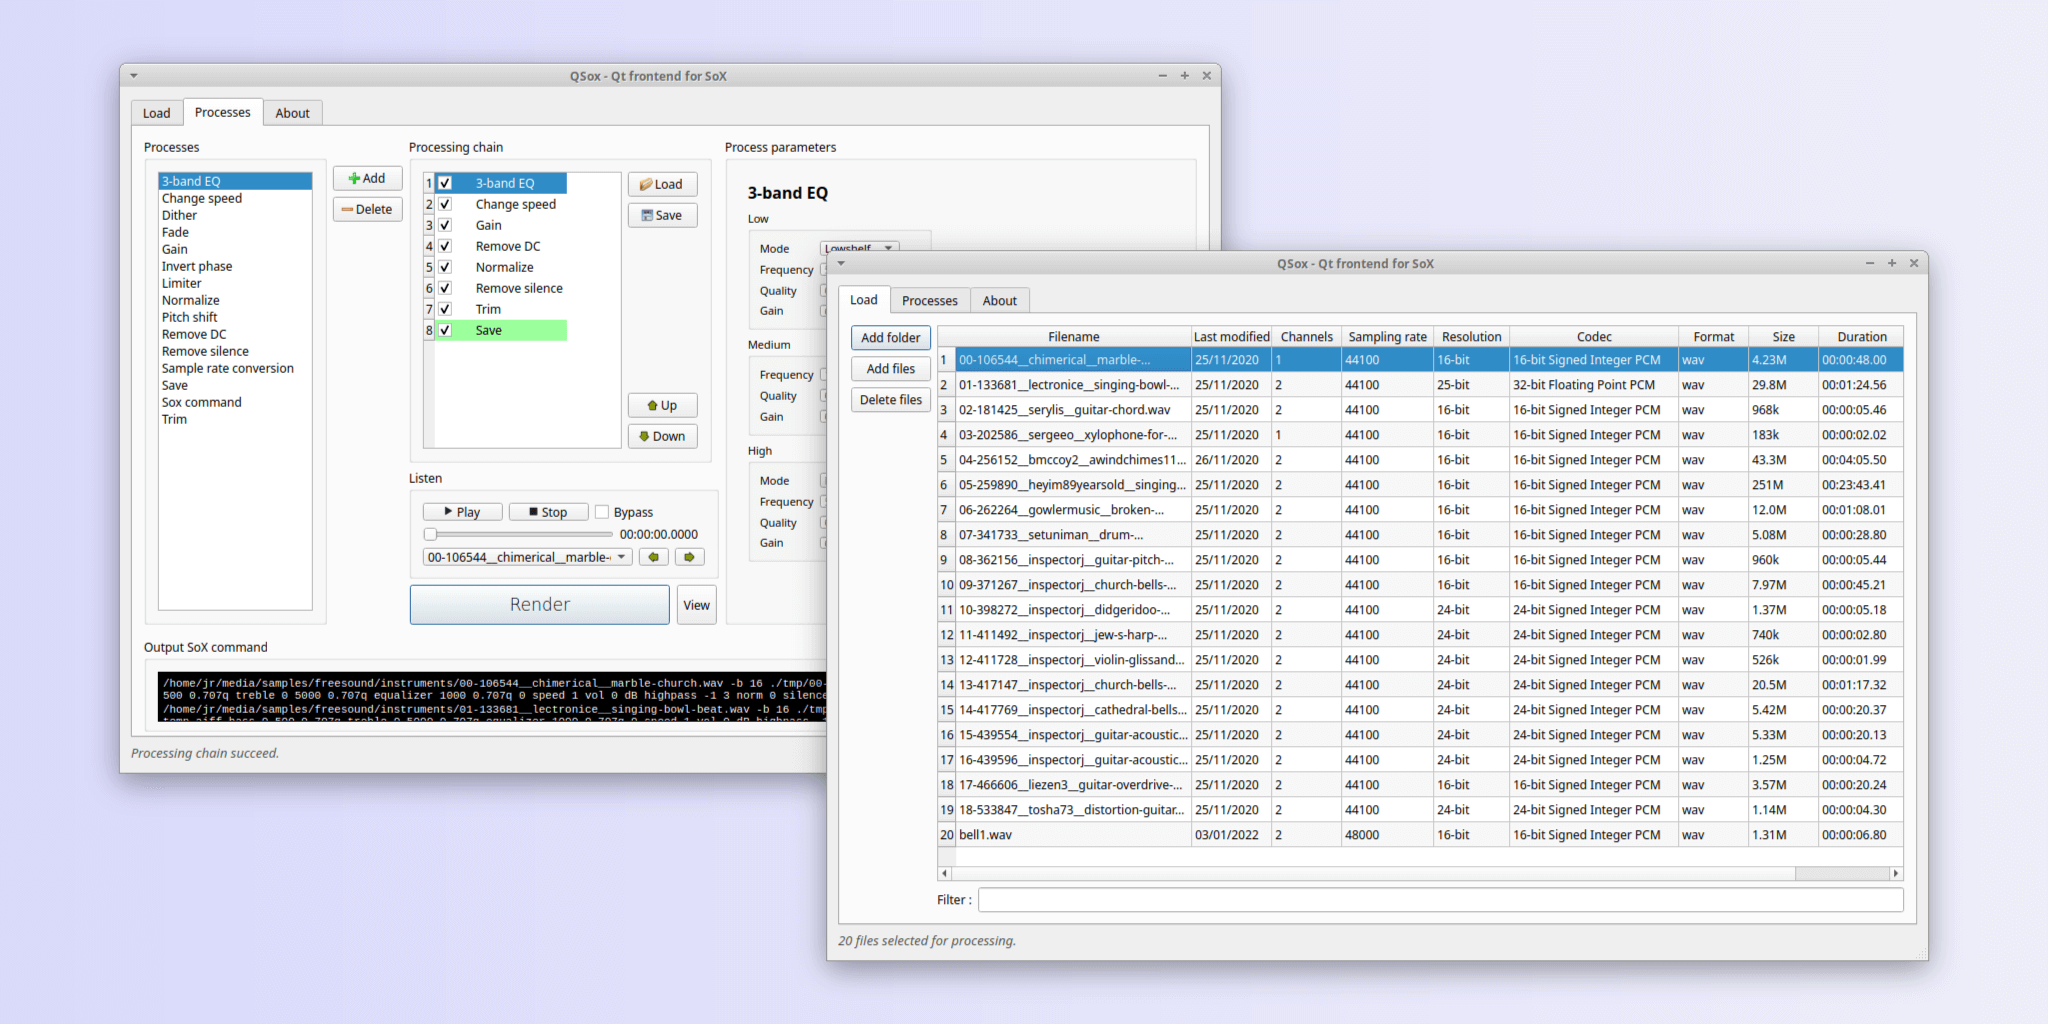 QSox - Qt frontend for SoX
Load Processes About
Processes
3-band EQ
Change speed
Dither
Fade
Gain
Invert phase
Limiter
Normalize
Pitch shift
Remove DC
Remove silence
Sample rate conversion
Save
Sox command
Trim
Add
Delete
Processing chain
1 3-band EQ
2 Change speed
3 Gain
4 Remove DC
5 Normalize
6 Remove silence
7 Trim
8 Save
Load
Save
Up
Down
Listen
Play Stop Bypass
00:00:00.0000
00-106544__chimerical__marble-
Render View
Process parameters
3-band EQ
Low
Mode Lowshelf
Frequency
Quality
Gain
Medium
Frequency
Quality
Gain
High
Mode
Frequency
Quality
Gain
Output SoX command
/home/jr/media/samples/freesound/instruments/00-106544__chimerical__marble-church.wav -b 16 ./tmp/00-
500 0.707q treble 0 5000 0.707q equalizer 1000 0.707q 0 speed 1 vol 0 dB highpass -1 3 norm 0 silence
/home/jr/media/samples/freesound/instruments/01-133681__lectronice__singing-bowl-beat.wav -b 16 ./tmp
temp.aiff bass 0 500 0.707q treble 0 5000 0.707q equalizer 1000 0.707q 0 speed 1 vol 0 dB highpass
Processing chain succeed.
QSox - Qt frontend for SoX
Load Processes About
Add folder
Add files
Delete files
Filename Last modified Channels Sampling rate Resolution Codec Format Size Duration
1 00-106544__chimerical__marble-... 25/11/2020 1 44100 16-bit 16-bit Signed Integer PCM wav 4.23M 00:00:48.00
2 01-133681__lectronice__singing-bowl-... 25/11/2020 2 44100 25-bit 32-bit Floating Point PCM wav 29.8M 00:01:24.56
3 02-181425__serylis__guitar-chord.wav 25/11/2020 2 44100 16-bit 16-bit Signed Integer PCM wav 968k 00:00:05.46
4 03-202586__sergeeo__xylophone-for-... 25/11/2020 1 44100 16-bit 16-bit Signed Integer PCM wav 183k 00:00:02.02
5 04-256152__bmccoy2__awindchimes11... 26/11/2020 2 44100 16-bit 16-bit Signed Integer PCM wav 43.3M 00:04:05.50
6 05-259890__heyim89yearsold__singing... 25/11/2020 2 44100 16-bit 16-bit Signed Integer PCM wav 251M 00:23:43.41
7 06-262264__gowlermusic__broken-... 25/11/2020 2 44100 16-bit 16-bit Signed Integer PCM wav 12.0M 00:01:08.01
8 07-341733__setuniman__drum-... 25/11/2020 2 44100 16-bit 16-bit Signed Integer PCM wav 5.08M 00:00:28.80
9 08-362156__inspectorj__guitar-pitch-... 25/11/2020 2 44100 16-bit 16-bit Signed Integer PCM wav 960k 00:00:05.44
10 09-371267__inspectorj__church-bells-... 25/11/2020 2 44100 16-bit 16-bit Signed Integer PCM wav 7.97M 00:00:45.21
11 10-398272__inspectorj__didgeridoo-... 25/11/2020 2 44100 24-bit 24-bit Signed Integer PCM wav 1.37M 00:00:05.18
12 11-411492__inspectorj__jew-s-harp-... 25/11/2020 2 44100 24-bit 24-bit Signed Integer PCM wav 740k 00:00:02.80
13 12-411728__inspectorj__violin-glissand... 25/11/2020 2 44100 24-bit 24-bit Signed Integer PCM wav 526k 00:00:01.99
14 13-417147__inspectorj__church-bells-... 25/11/2020 2 44100 24-bit 24-bit Signed Integer PCM wav 20.5M 00:01:17.32
15 14-417769__inspectorj__cathedral-bells... 25/11/2020 2 44100 24-bit 24-bit Signed Integer PCM wav 5.42M 00:00:20.37
16 15-439554__inspectorj__guitar-acoustic... 25/11/2020 2 44100 24-bit 24-bit Signed Integer PCM wav 5.33M 00:00:20.13
17 16-439596__inspectorj__guitar-acoustic... 25/11/2020 2 44100 24-bit 24-bit Signed Integer PCM wav 1.25M 00:00:04.72
18 17-466606__liezen3__guitar-overdrive-... 25/11/2020 2 44100 16-bit 16-bit Signed Integer PCM wav 3.57M 00:00:20.24
19 18-533847__tosha73__distortion-guitar... 25/11/2020 2 44100 24-bit 24-bit Signed Integer PCM wav 1.14M 00:00:04.30
20 bell1.wav 03/01/2022 2 48000 16-bit 16-bit Signed Integer PCM wav 1.31M 00:00:06.80
Filter :
20 files selected for processing.